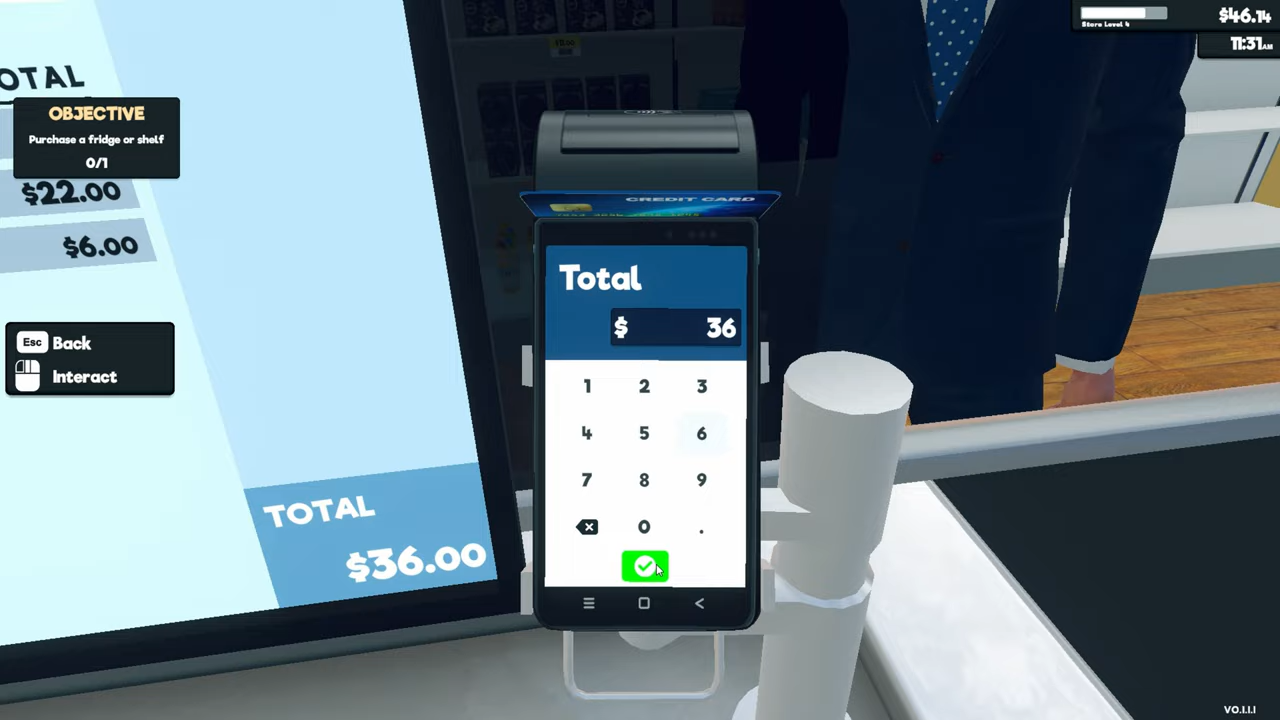 $46.14
Store Level 4
11:31AM
OTAL
OBJECTIVE
Purchase a fridge or shelf
0/1
$22.00
$6.00
Esc Back
Interact
TOTAL
$36.00
CREDIT CARD
Total
$ 36
1 2 3
4 5 6
7 8 9
0 .
V0.1.1.1